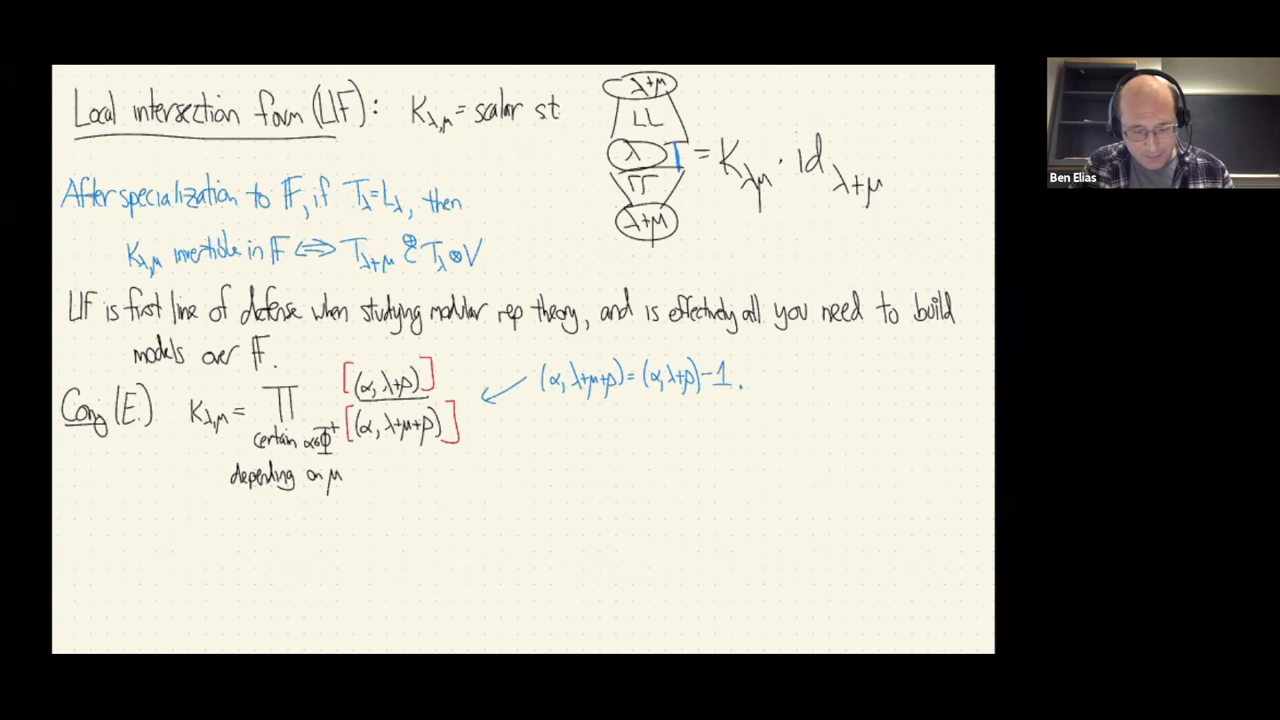 Local intersection form (LIF): K_{λ,μ} = scalar st
λ+μ
LL
λ
ΓΓ
λ+μ
= K_{λμ} · id_{λ+μ}
After specialization to 𝔽, if T_λ = L_λ, then
K_{λ,μ} invertible in 𝔽 ⟺ T_{λ+μ} ⊂^⊕ T_λ ⊗ V
LIF is first line of defense when studying modular rep theory, and is effectively all you need to build
models over 𝔽.
Conj (E.) K_{λ,μ} = ∏ [(α, λ+ρ)] / [(α, λ+μ+ρ)]
certain α∈Φ⁺
depending on μ
(α, λ+μ+ρ) = (α, λ+ρ) - 1.
Ben Elias